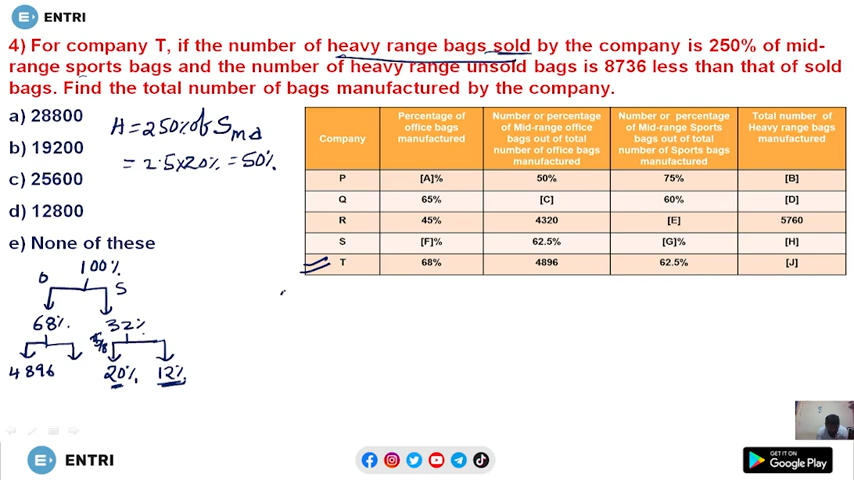 ENTRI
4) For company T, if the number of heavy range bags sold by the company is 250% of mid-
range sports bags and the number of heavy range unsold bags is 8736 less than that of sold
bags. Find the total number of bags manufactured by the company.
a) 28800
b) 19200
c) 25600
d) 12800
e) None of these
H = 250% of S md
= 2.5 x 20% = 50%
100%
O S
68% 32%
5/8
4896 20% 12%
Company | Percentage of office bags manufactured | Number or percentage of Mid-range office bags out of total number of office bags manufactured | Number or percentage of Mid-range Sports bags out of total number of Sports bags manufactured | Total number of Heavy range bags manufactured
P | [A]% | 50% | 75% | [B]
Q | 65% | [C] | 60% | [D]
R | 45% | 4320 | [E] | 5760
S | [F]% | 62.5% | [G]% | [H]
T | 68% | 4896 | 62.5% | [J]
ENTRI
GET IT ON
Google Play